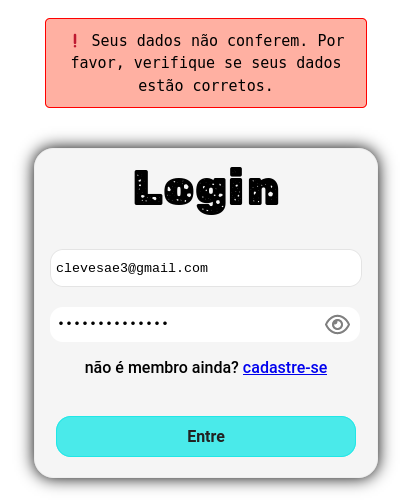 ❗ Seus dados não conferem. Por
favor, verifique se seus dados
estão corretos.
Login
clevesae3@gmail.com
••••••••••••••
não é membro ainda? cadastre-se
Entre